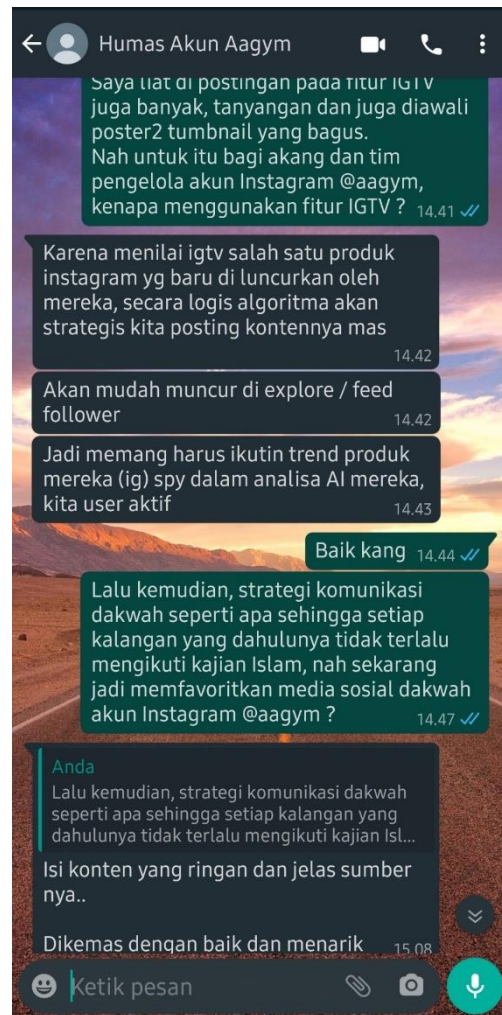 Humas Akun Aagym
Saya liat di postingan pada fitur IGTV
juga banyak, tanyangan dan juga diawali
poster2 tumbnail yang bagus.
Nah untuk itu bagi akang dan tim
pengelola akun Instagram @aagym,
kenapa menggunakan fitur IGTV ? 14.41
Karena menilai igtv salah satu produk
instagram yg baru di luncurkan oleh
mereka, secara logis algoritma akan
strategis kita posting kontennya mas
14.42
Akan mudah muncur di explore / feed
follower 14.42
Jadi memang harus ikutin trend produk
mereka (ig) spy dalam analisa AI mereka,
kita user aktif 14.43
Baik kang 14.44
Lalu kemudian, strategi komunikasi
dakwah seperti apa sehingga setiap
kalangan yang dahulunya tidak terlalu
mengikuti kajian Islam, nah sekarang
jadi memfavoritkan media sosial dakwah
akun Instagram @aagym ? 14.47
Anda
Lalu kemudian, strategi komunikasi dakwah
seperti apa sehingga setiap kalangan yang
dahulunya tidak terlalu mengikuti kajian Isl...
Isi konten yang ringan dan jelas sumber
nya..
Dikemas dengan baik dan menarik 15.08
Ketik pesan